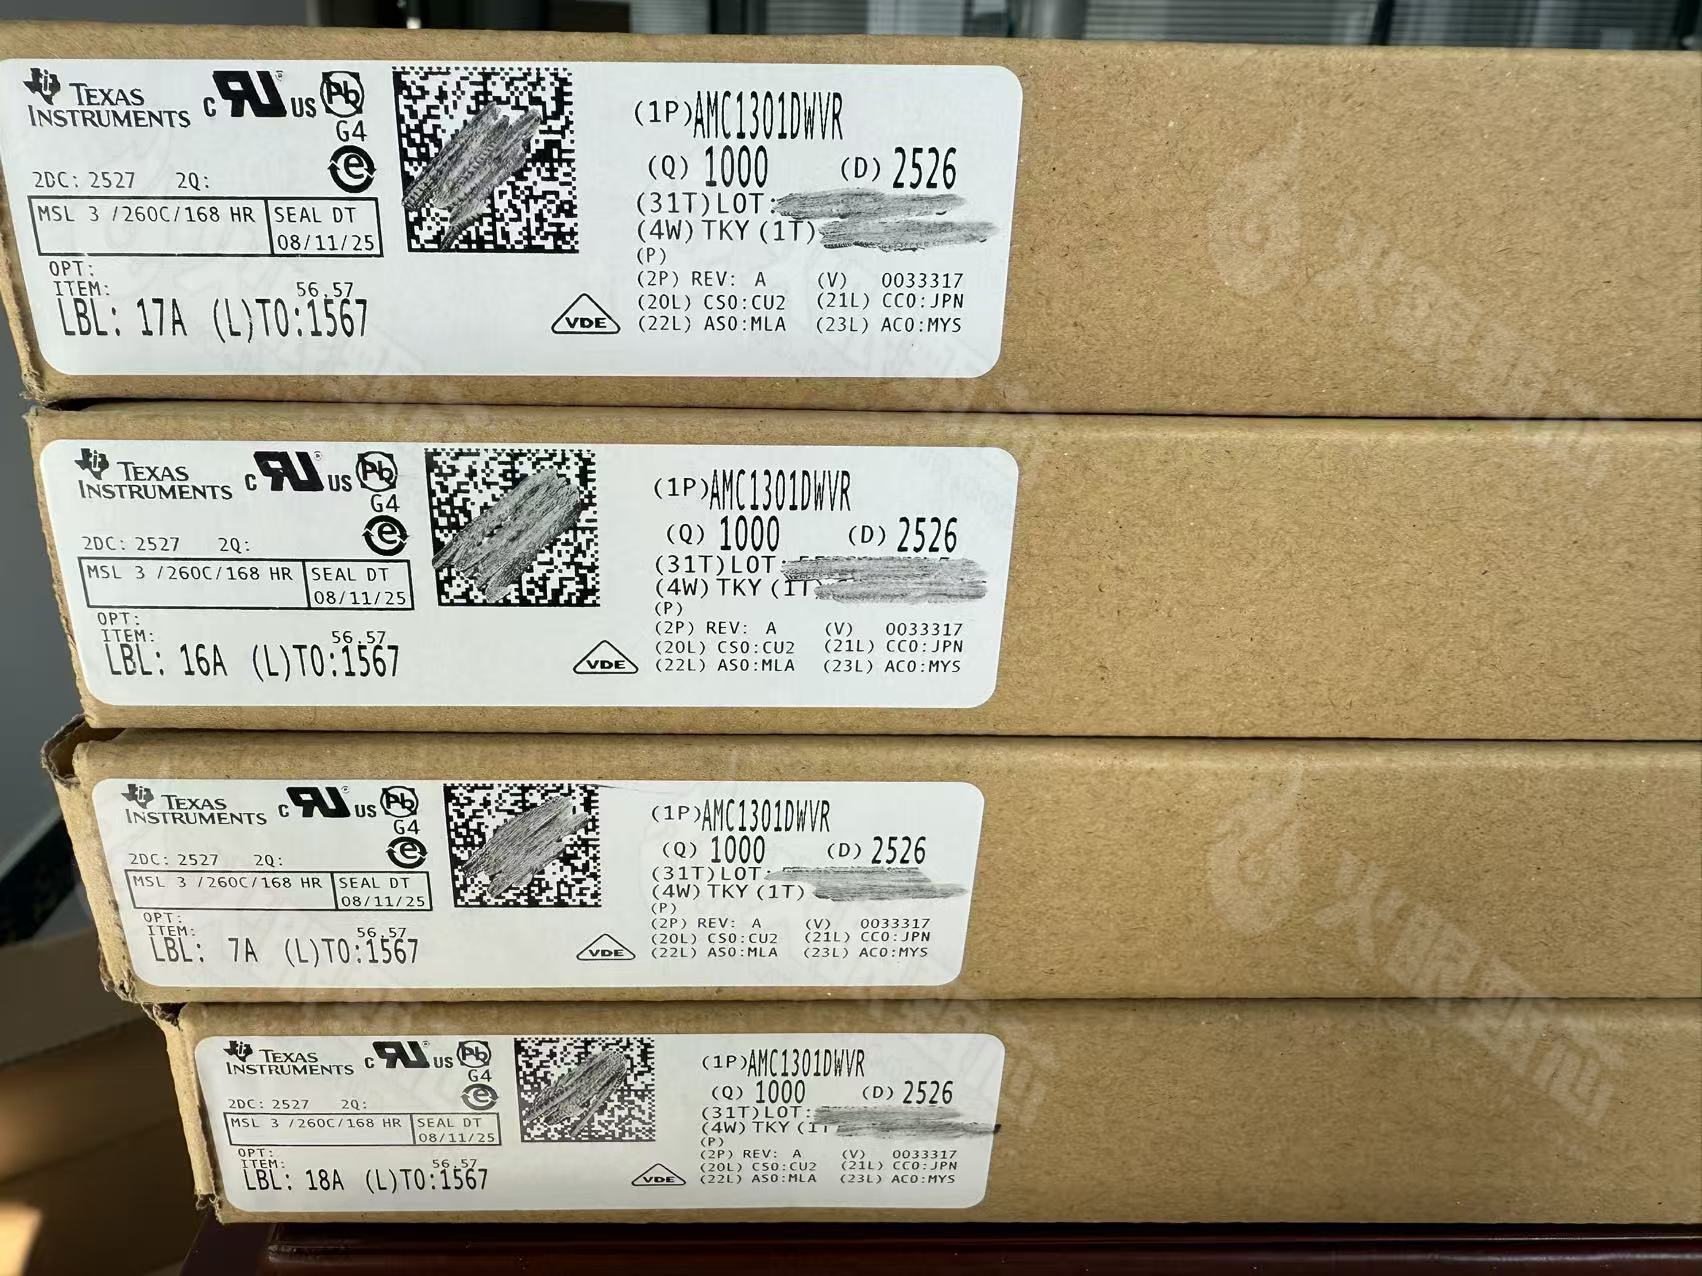 TEXAS INSTRUMENTS
c RU US Pb
G4
e
2DC: 2527 2Q:
MSL 3 /260C/168 HR SEAL DT
08/11/25
OPT:
ITEM: 56.57
LBL: 17A (L)TO:1567
VDE
(1P)AMC1301DWVR
(Q) 1000 (D) 2526
(31T)LOT:
(4W) TKY (1T)
(P)
(2P) REV: A (V) 0033317
(20L) CSO:CU2 (21L) CCO:JPN
(22L) ASO:MLA (23L) ACO:MYS
TEXAS INSTRUMENTS
c RU US Pb
G4
e
2DC: 2527 2Q:
MSL 3 /260C/168 HR SEAL DT
08/11/25
OPT:
ITEM: 56.57
LBL: 16A (L)TO:1567
VDE
(1P)AMC1301DWVR
(Q) 1000 (D) 2526
(31T)LOT:
(4W) TKY (1T)
(P)
(2P) REV: A (V) 0033317
(20L) CSO:CU2 (21L) CCO:JPN
(22L) ASO:MLA (23L) ACO:MYS
TEXAS INSTRUMENTS
c RU US Pb
G4
e
2DC: 2527 2Q:
MSL 3 /260C/168 HR SEAL DT
08/11/25
OPT:
ITEM: 56.57
LBL: 7A (L)TO:1567
VDE
(1P)AMC1301DWVR
(Q) 1000 (D) 2526
(31T)LOT:
(4W) TKY (1T)
(P)
(2P) REV: A (V) 0033317
(20L) CSO:CU2 (21L) CCO:JPN
(22L) ASO:MLA (23L) ACO:MYS
TEXAS INSTRUMENTS
c RU US Pb
G4
e
2DC: 2527 2Q:
MSL 3 /260C/168 HR SEAL DT
08/11/25
OPT:
ITEM: 56.57
LBL: 18A (L)TO:1567
VDE
(1P)AMC1301DWVR
(Q) 1000 (D) 2526
(31T)LOT:
(4W) TKY (1T
(P)
(2P) REV: A (V) 0033317
(20L) CSO:CU2 (21L) CCO:JPN
(22L) ASO:MLA (23L) ACO:MYS